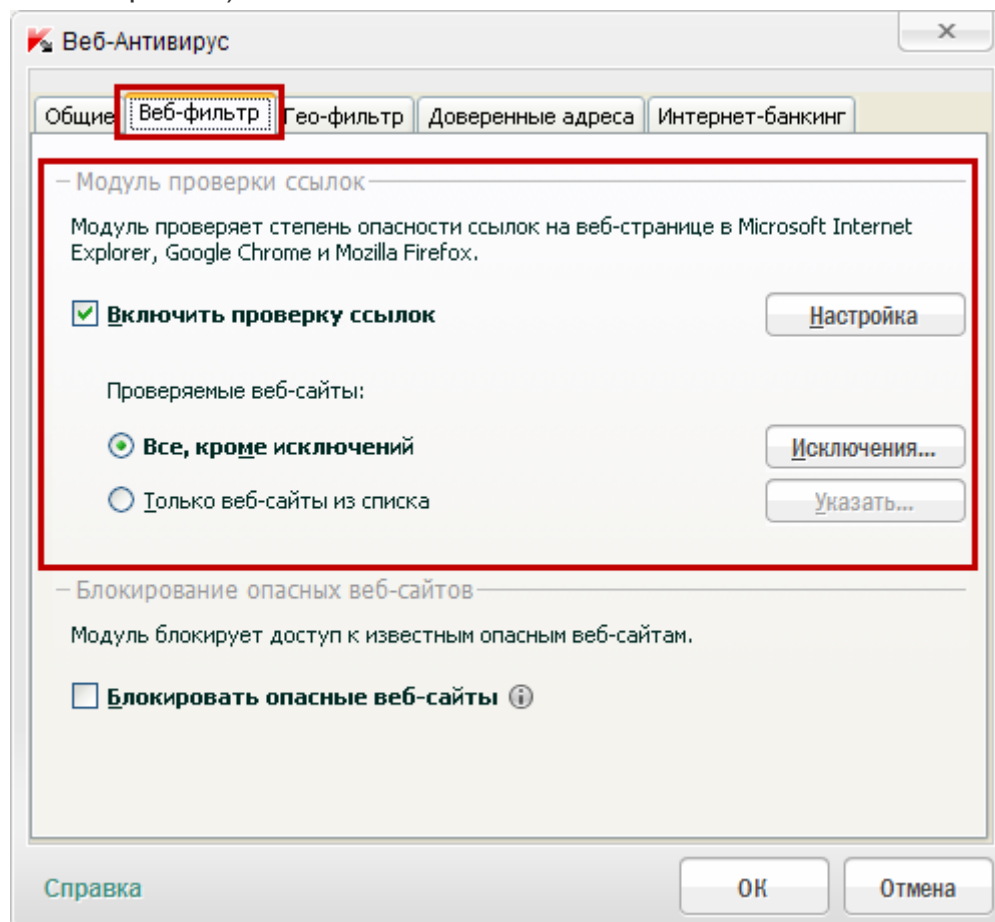 Веб-Антивирус
Общие Веб-фильтр Гео-фильтр Доверенные адреса Интернет-банкинг
Модуль проверки ссылок
Модуль проверяет степень опасности ссылок на веб-странице в Microsoft Internet
Explorer, Google Chrome и Mozilla Firefox.
Включить проверку ссылок Настройка
Проверяемые веб-сайты:
Все, кроме исключений Исключения...
Только веб-сайты из списка Указать...
Блокирование опасных веб-сайтов
Модуль блокирует доступ к известным опасным веб-сайтам.
Блокировать опасные веб-сайты
Справка ОК Отмена